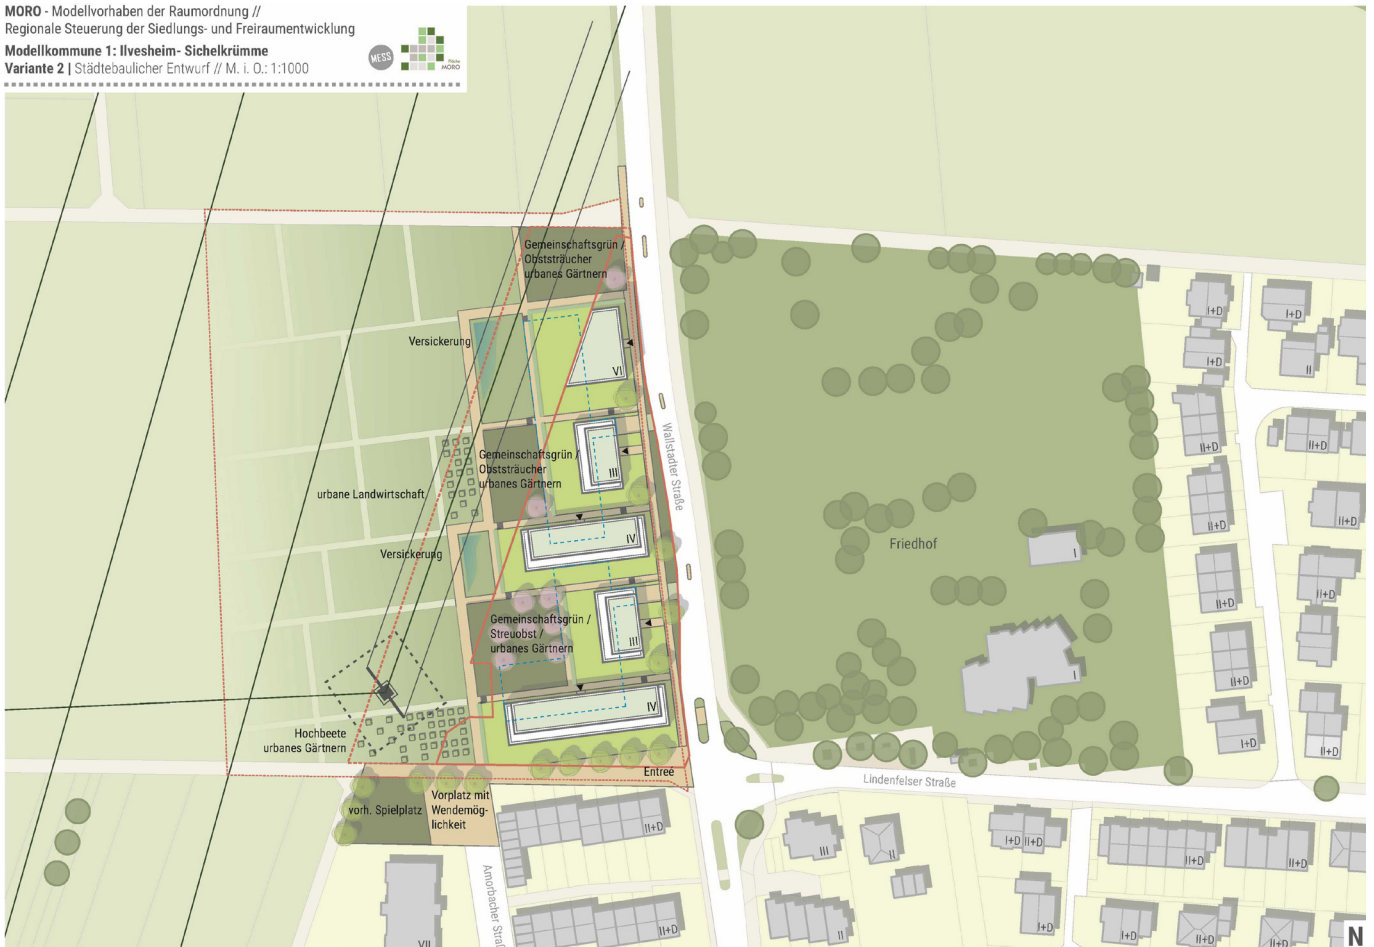 MORO - Modellvorhaben der Raumordnung //
Regionale Steuerung der Siedlungs- und Freiraumentwicklung
Modellkommune 1: Ilvesheim- Sichelkrümme
Variante 2 | Städtebaulicher Entwurf // M. i. O.: 1:1000
MESS
Fläche
MORO
Gemeinschaftsgrün /
Obststräucher
urbanes Gärtnern
I+D
I+D
Versickerung
I+D
II
VI
Wallstadter Straße
II+D
II+D
Gemeinschaftsgrün /
Obststräucher
urbanes Gärtnern
III
urbane Landwirtschaft
II+D
II+D
IV
Friedhof
I
Versickerung
II+D
II+D
Gemeinschaftsgrün /
Streuobst /
urbanes Gärtnern
III
I
II+D
IV
Hochbeete
urbanes Gärtnern
I+D
II+D
Entree
Lindenfelser Straße
vorh. Spielplatz
Vorplatz mit
Wendemög-
lichkeit
II+D
III
II
I+D
II+D
II+D
II+D
Amorbacher Straß
VII
II+D
II
I+D
I+D
II+D
II+D
N